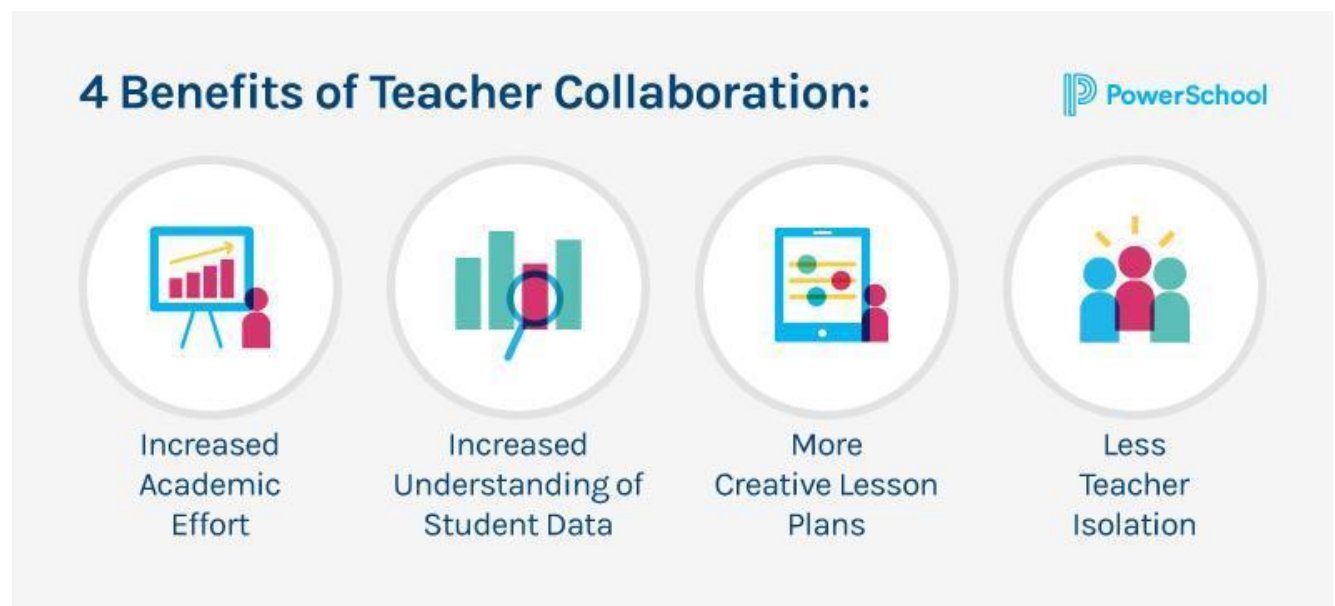 4 Benefits of Teacher Collaboration:
PowerSchool
Increased
Academic
Effort
Increased
Understanding of
Student Data
More
Creative Lesson
Plans
Less
Teacher
Isolation